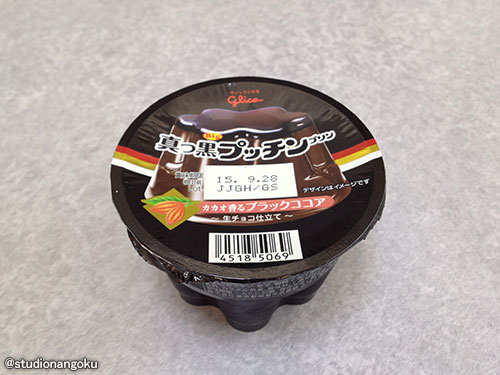 おいしさと健康
Glico
Big
真っ黒プッチンプリン
15. 9.28
JJGH/GS
デザインはイメージです
カカオ香るブラックココア
～ 生チョコ仕立て ～
4518 5069
@studionangoku